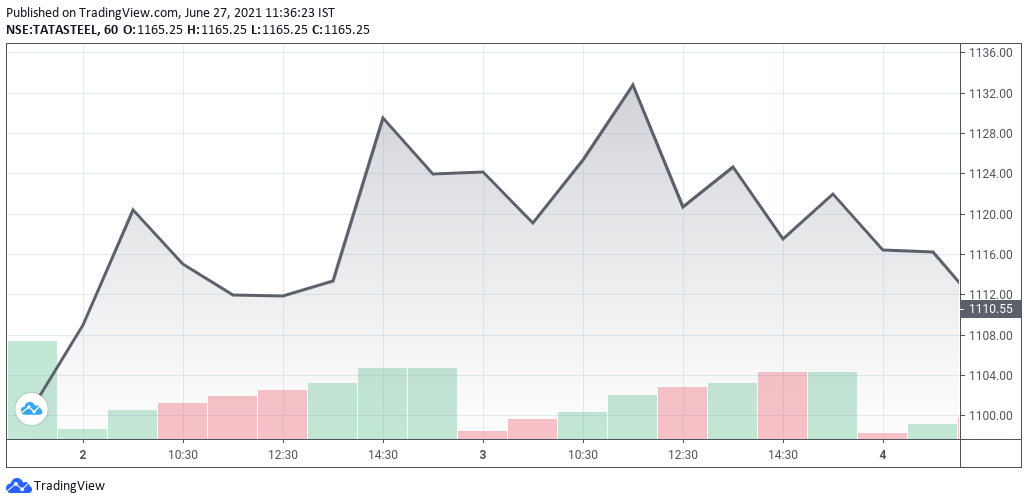 Published on TradingView.com, June 27, 2021 11:36:23 IST
NSE:TATASTEEL, 60 O:1165.25 H:1165.25 L:1165.25 C:1165.25
1136.00
1132.00
1128.00
1124.00
1120.00
1116.00
1112.00
1110.55
1108.00
1104.00
1100.00
2 10:30 12:30 14:30 3 10:30 12:30 14:30 4
TradingView